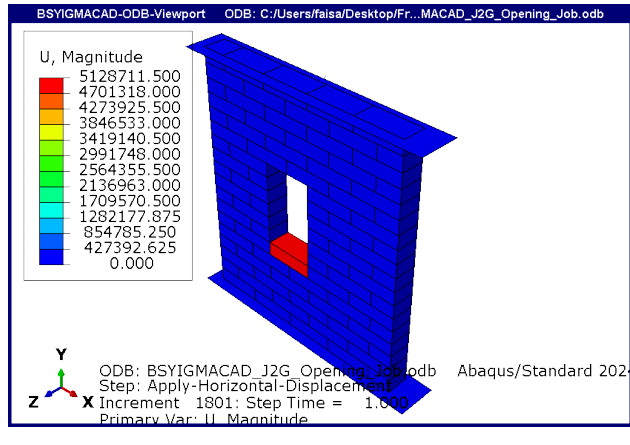 BSYIGMACAD-ODB-Viewport ODB: C:/Users/faisa/Desktop/Fr...MACAD_J2G_Opening_Job.odb
U, Magnitude
5128711.500
4701318.000
4273925.500
3846533.000
3419140.500
2991748.000
2564355.500
2136963.000
1709570.500
1282177.875
854785.250
427392.625
0.000
Y
Z
X
ODB: BSYIGMACAD_J2G_Opening_Job.odb Abaqus/Standard 202
Step: Apply-Horizontal-Displacement
Increment 1801: Step Time = 1.000
Primary Var: U, Magnitude